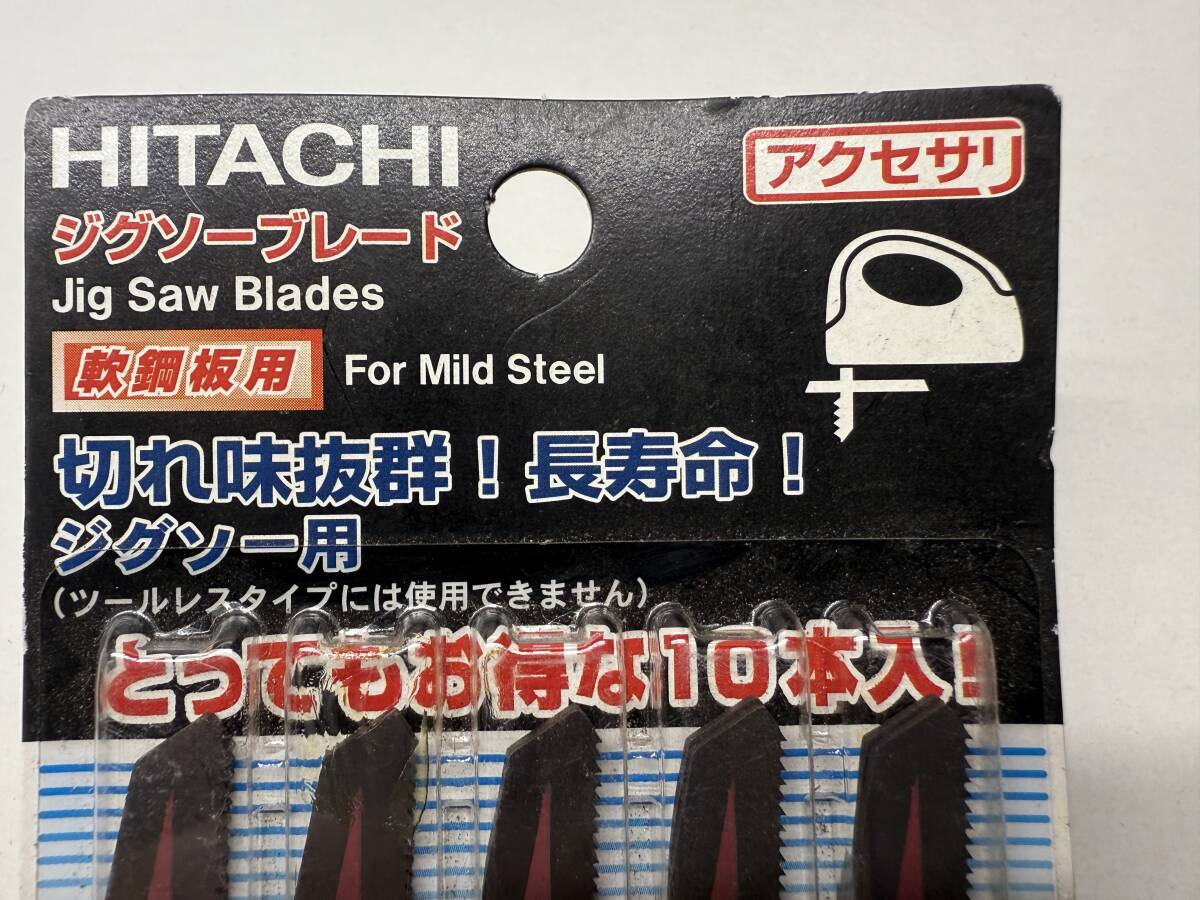 HITACHI
アクセサリ
ジグソーブレード
Jig Saw Blades
軟鋼板用 For Mild Steel
切れ味抜群！長寿命！
ジグソー用
(ツールレスタイプには使用できません)
とってもお得な10本入！